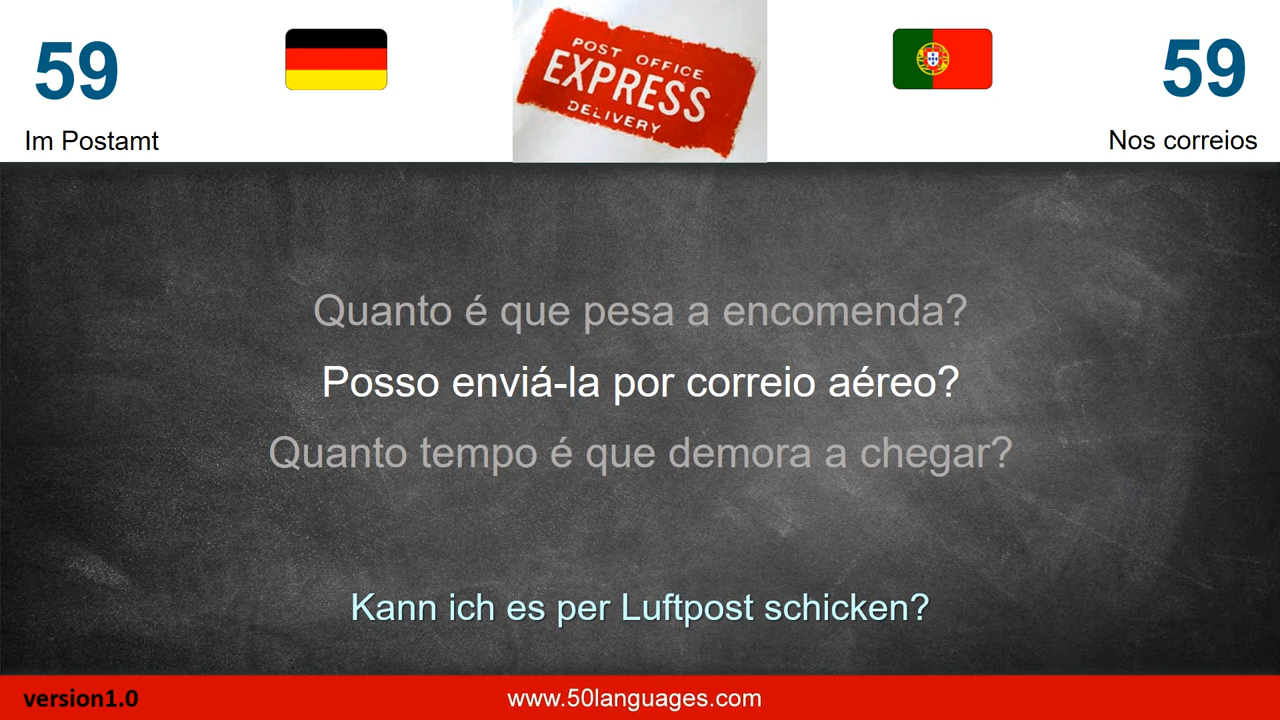 59
Im Postamt
POST OFFICE
EXPRESS
DELIVERY
59
Nos correios
Quanto é que pesa a encomenda?
Posso enviá-la por correio aéreo?
Quanto tempo é que demora a chegar?
Kann ich es per Luftpost schicken?
version1.0
www.50languages.com